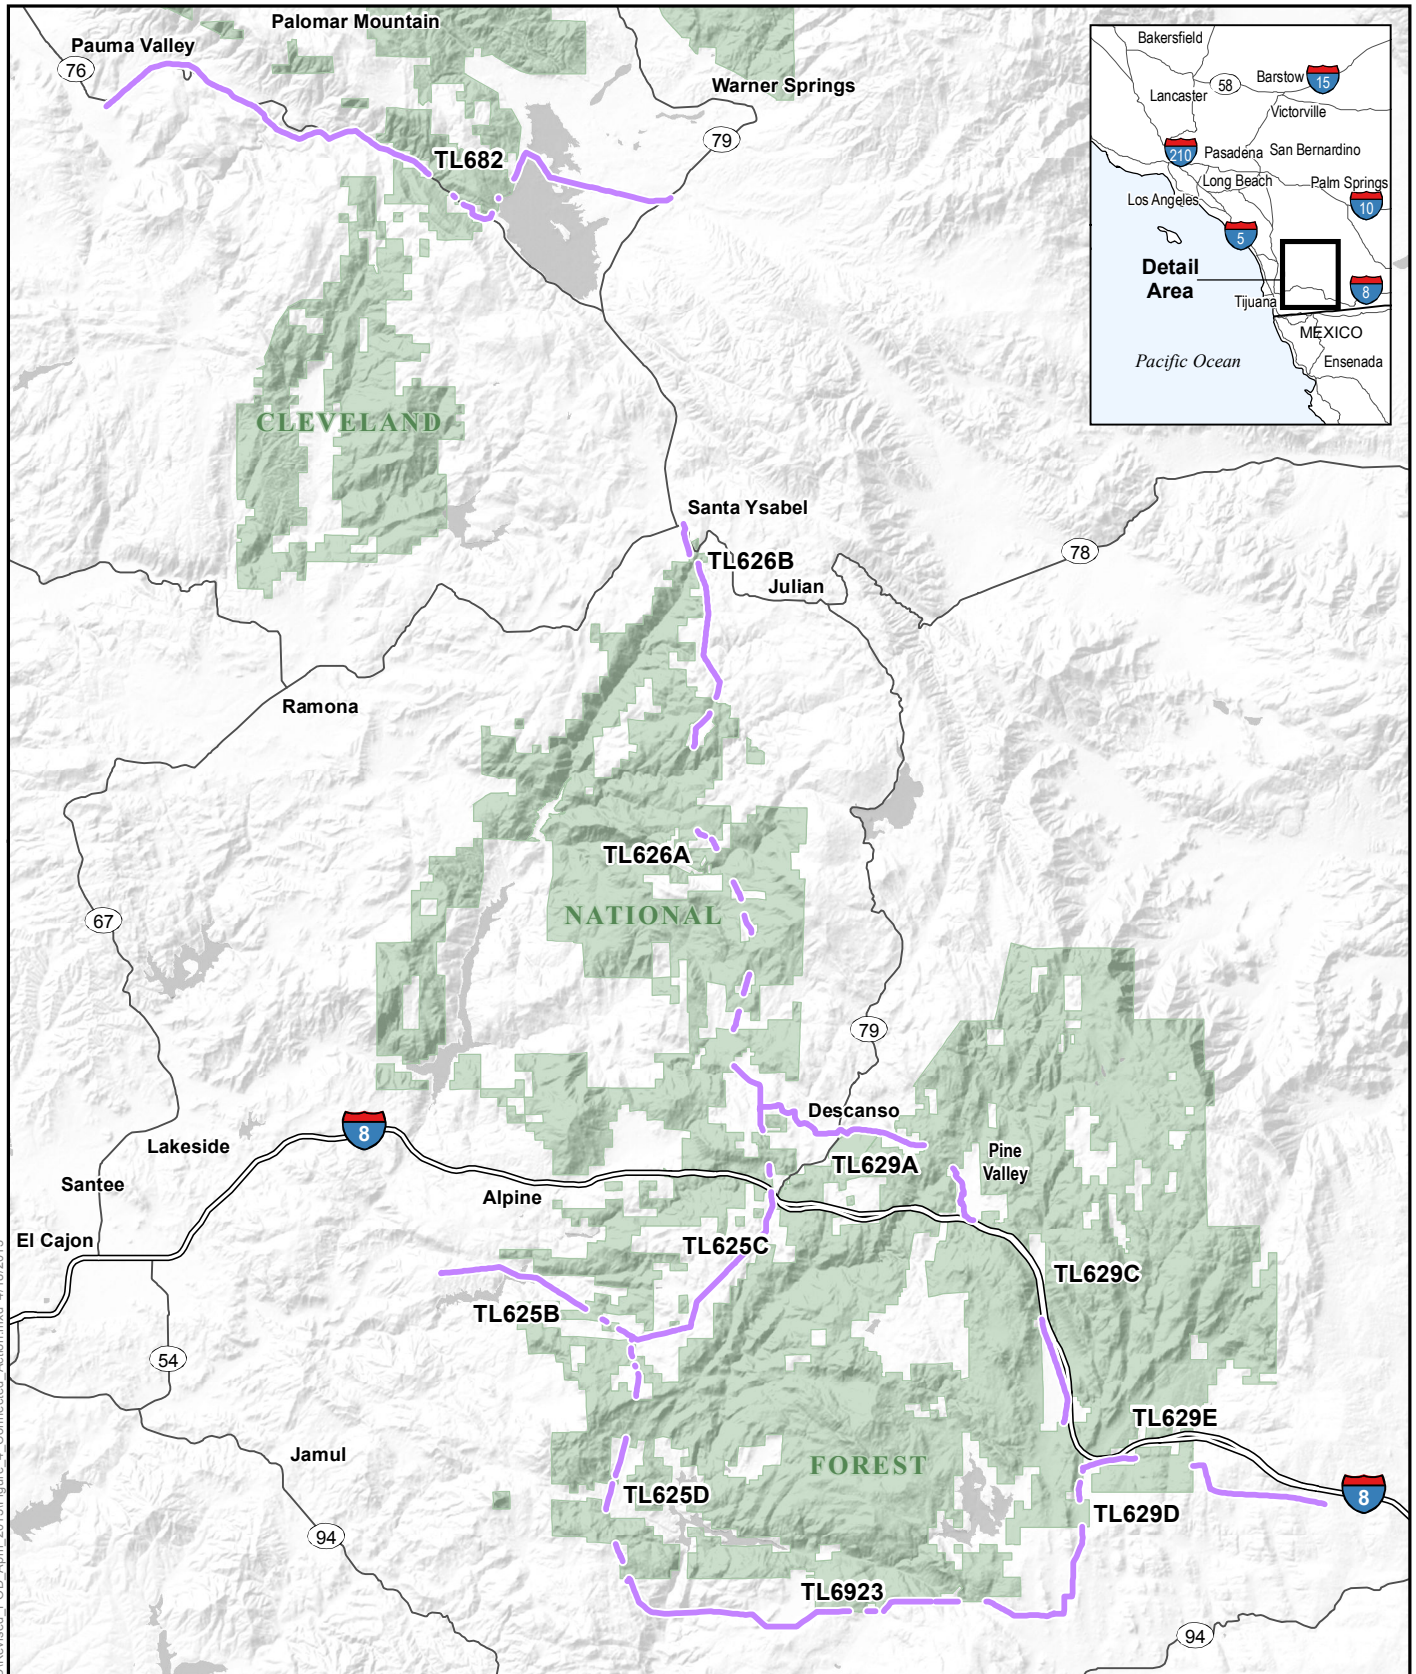 Palomar Mountain
Pauma Valley
76
Warner Springs
79
TL682
Bakersfield
58
Barstow
15
Lancaster
Victorville
210
Pasadena
San Bernardino
Long Beach
Palm Springs
Los Angeles
10
5
Detail
Area
8
Tijuana
MEXICO
Pacific Ocean
Ensenada
CLEVELAND
Santa Ysabel
TL626B
78
Julian
Ramona
TL626A
67
NATIONAL
79
Descanso
8
Lakeside
Pine
Valley
TL629A
Santee
Alpine
El Cajon
TL625C
TL629C
TL625B
54
TL629E
Jamul
FOREST
TL625D
8
TL629D
94
TL6923
94